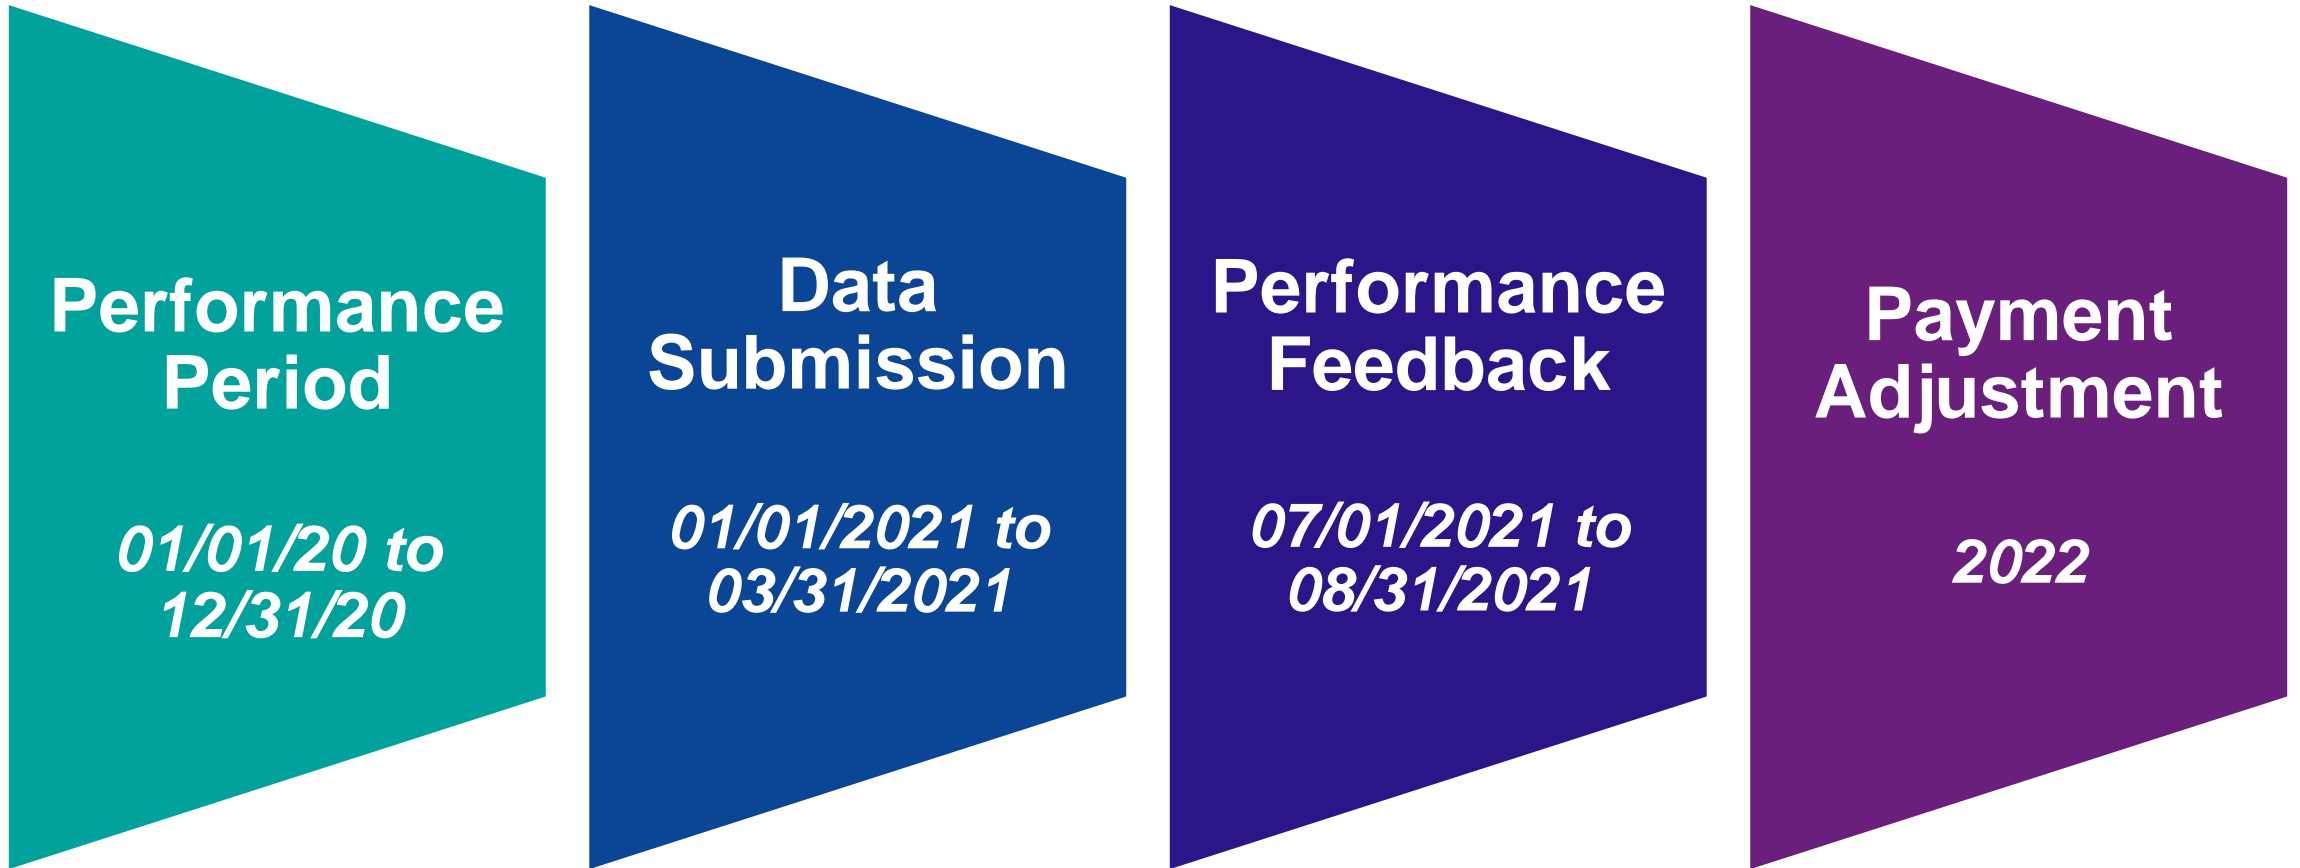 Performance
Period
01/01/20 to
12/31/20
Data
Submission
01/01/2021 to
03/31/2021
Performance
Feedback
07/01/2021 to
08/31/2021
Payment
Adjustment
2022